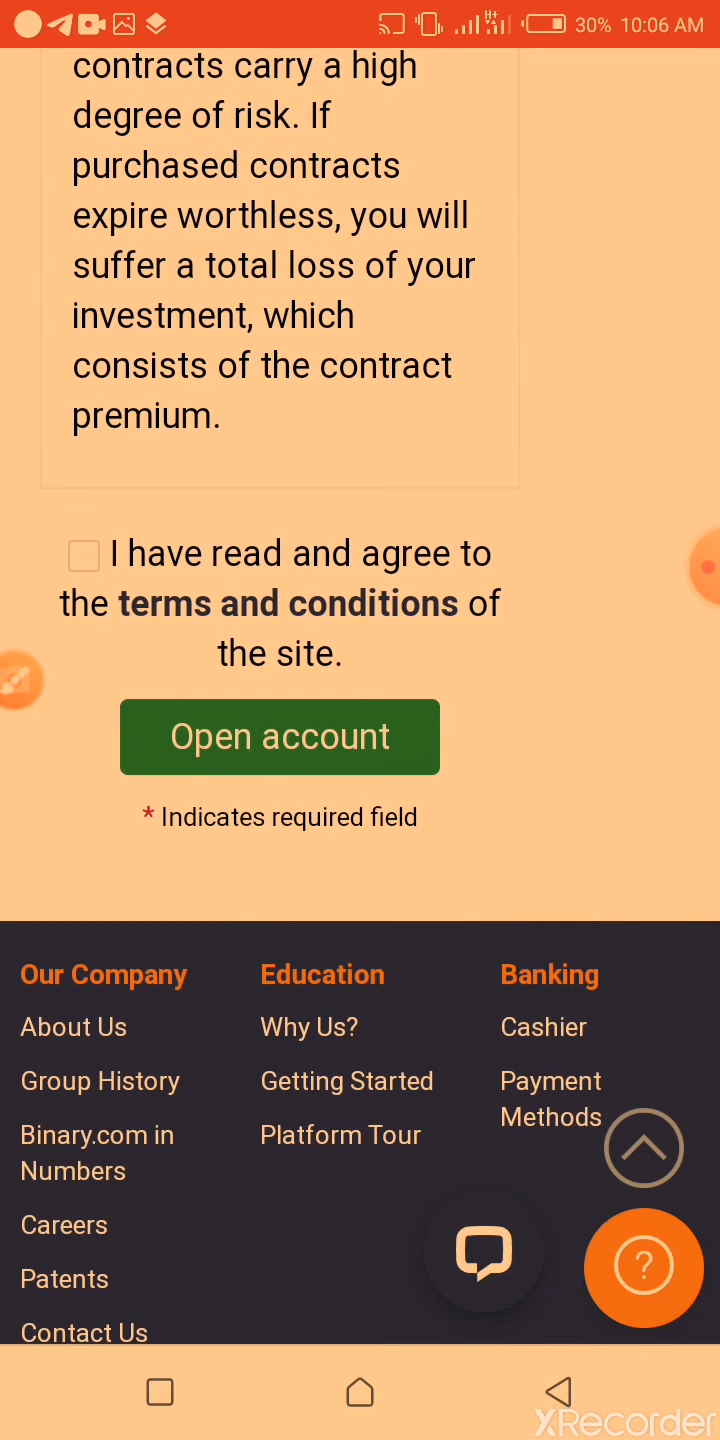 30% 10:06 AM
contracts carry a high
degree of risk. If
purchased contracts
expire worthless, you will
suffer a total loss of your
investment, which
consists of the contract
premium.
I have read and agree to
the terms and conditions of
the site.
Open account
* Indicates required field
Our Company
About Us
Group History
Binary.com in
Numbers
Careers
Patents
Contact Us
Education
Why Us?
Getting Started
Platform Tour
Banking
Cashier
Payment
Methods
?
XRecorder